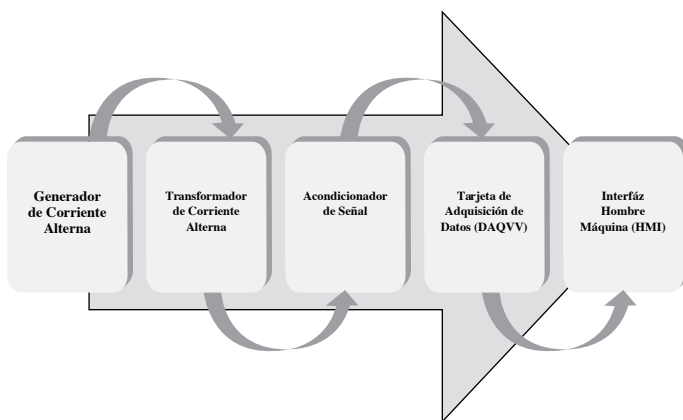 Generador
de Corriente
Alterna
Transformador
de Corriente
Alterna
Acondicionador
de Señal
Tarjeta de
Adquisición de
Datos (DAQVV)
Interfáz
Hombre
Máquina (HMI)